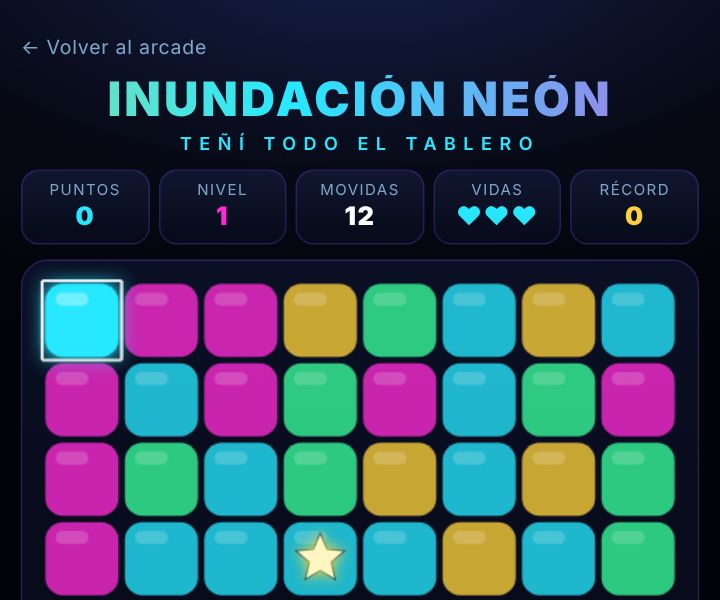 ← Volver al arcade
INUNDACIÓN NEÓN
TEÑÍ TODO EL TABLERO
PUNTOS NIVEL MOVIDAS VIDAS RÉCORD
0 1 12 0